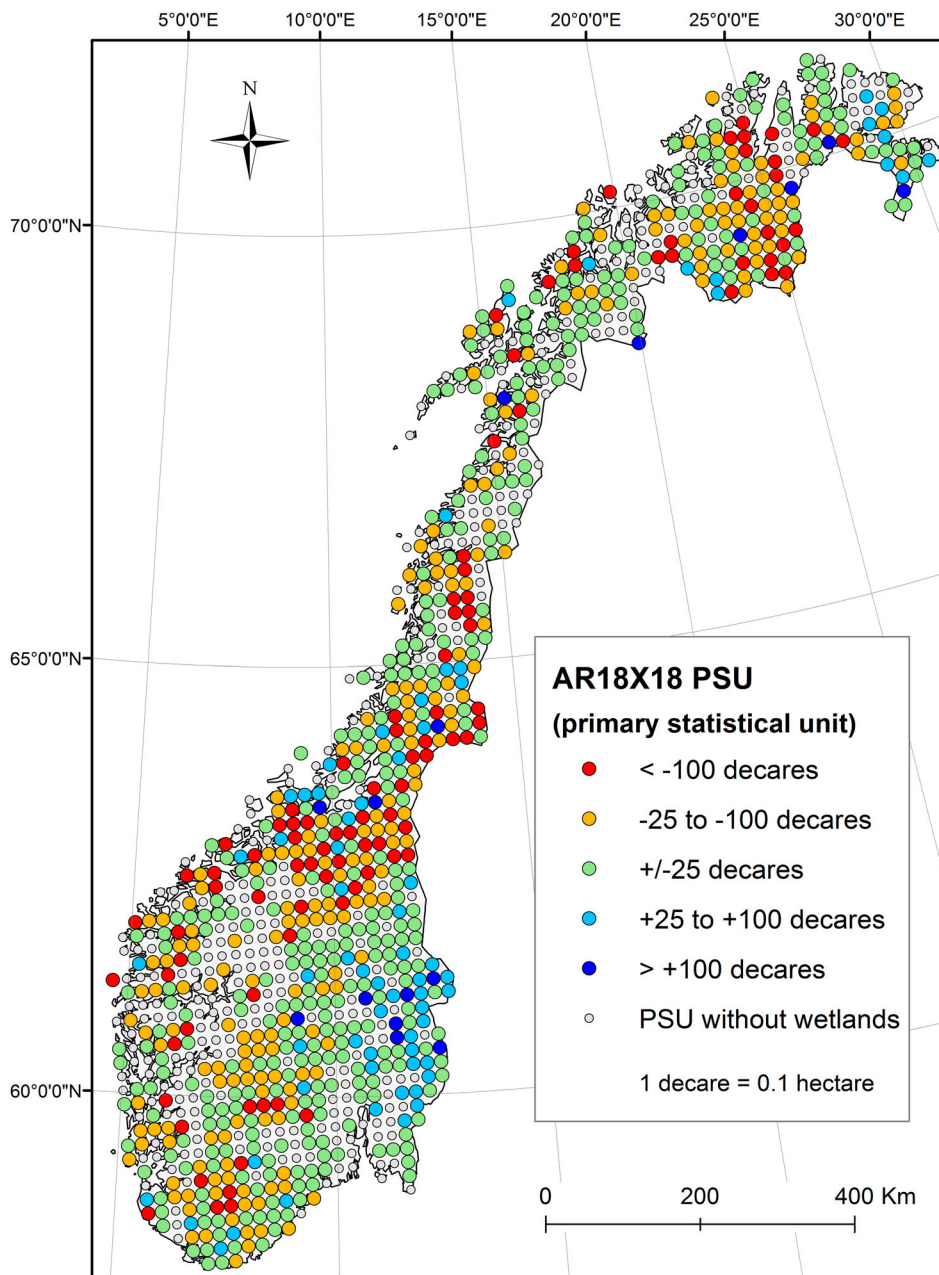 5°0'0"E 10°0'0"E 15°0'0"E 20°0'0"E 25°0'0"E 30°0'0"E
N
70°0'0"N
65°0'0"N
60°0'0"N
AR18X18 PSU
(primary statistical unit)
< -100 decares
-25 to -100 decares
+/-25 decares
+25 to +100 decares
> +100 decares
PSU without wetlands
1 decare = 0.1 hectare
0 200 400 Km